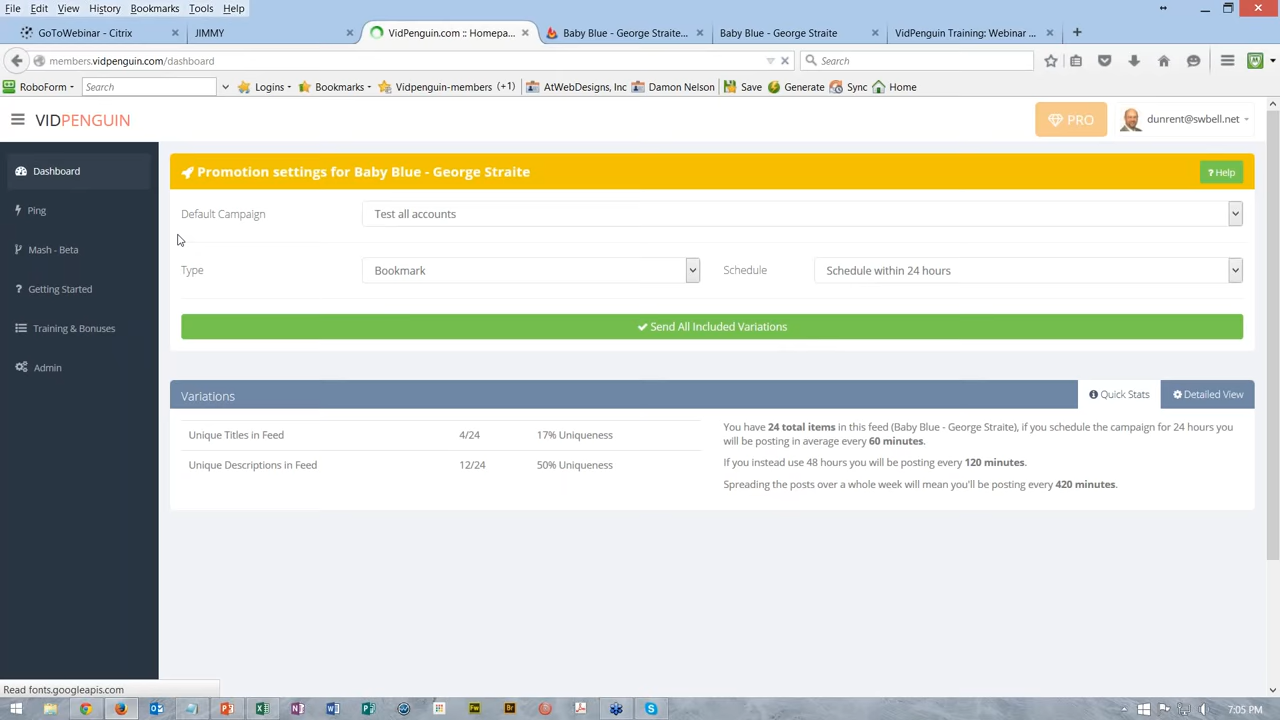 File Edit View History Bookmarks Tools Help
GoToWebinar - Citrix × JIMMY × VidPenguin.com :: Homepa... × Baby Blue - George Straite... × Baby Blue - George Straite × VidPenguin Training: Webinar ... × +
members.vidpenguin.com/dashboard Search
RoboForm Search Logins Bookmarks Vidpenguin-members (+1) AtWebDesigns, Inc Damon Nelson Save Generate Sync Home
VIDPENGUIN PRO dunrent@swbell.net
Dashboard
Ping
Mash - Beta
? Getting Started
Training & Bonuses
Admin
Promotion settings for Baby Blue - George Straite ? Help
Default Campaign Test all accounts
Type Bookmark Schedule Schedule within 24 hours
Send All Included Variations
Variations Quick Stats Detailed View
Unique Titles in Feed 4/24 17% Uniqueness
Unique Descriptions in Feed 12/24 50% Uniqueness
You have 24 total items in this feed (Baby Blue - George Straite), if you schedule the campaign for 24 hours you
will be posting in average every 60 minutes.
If you instead use 48 hours you will be posting every 120 minutes.
Spreading the posts over a whole week will mean you'll be posting every 420 minutes.
Read fonts.googleapis.com
7:05 PM